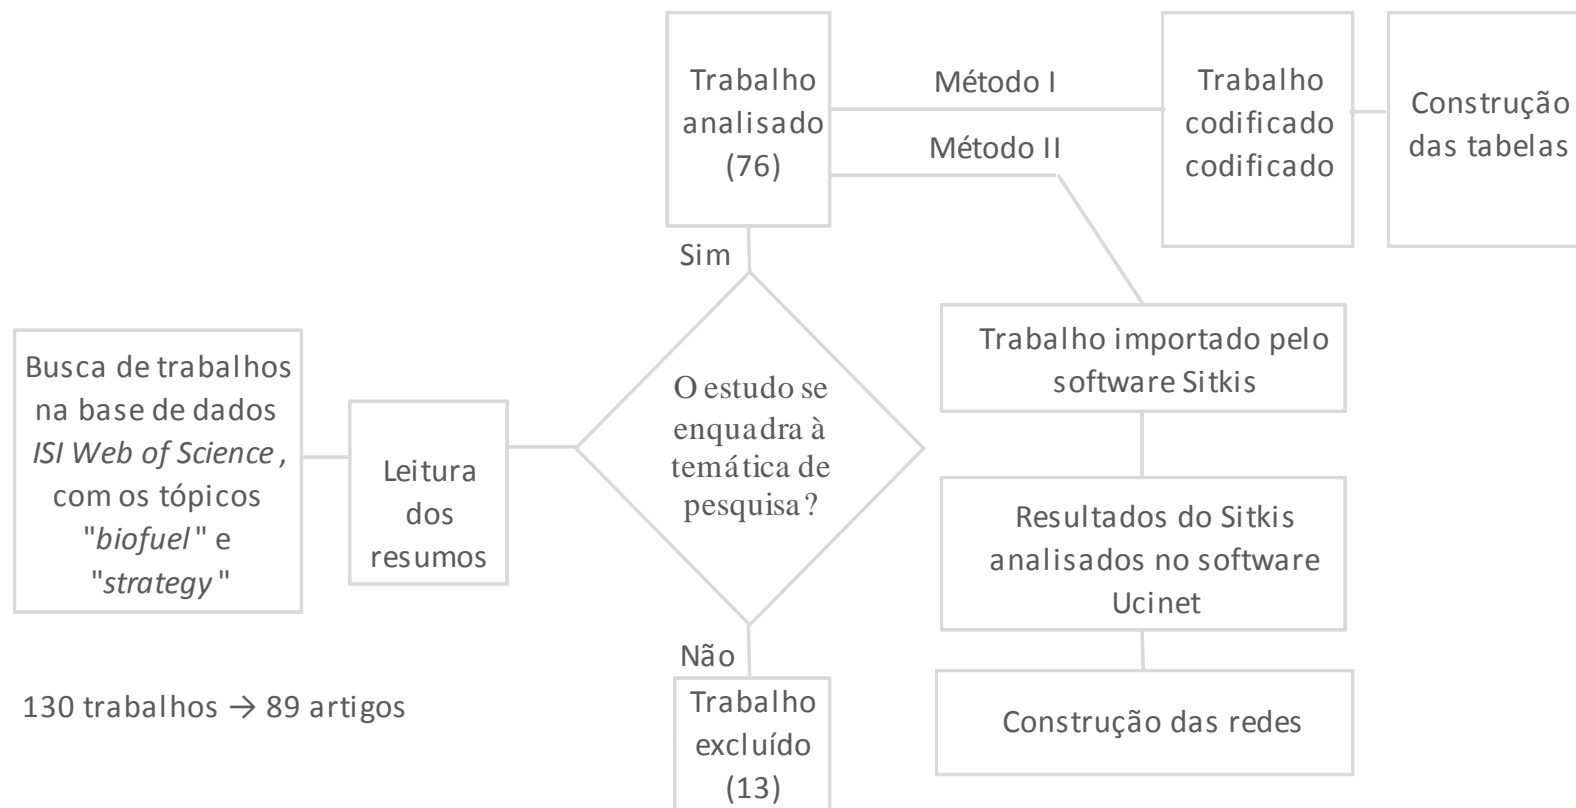 Busca de trabalhos
na base de dados
ISI Web of Science,
com os tópicos
"biofuel" e
"strategy"
130 trabalhos → 89 artigos
Leitura
dos
resumos
O estudo se
enquadra à
temática de
pesquisa?
Sim
Trabalho
analisado
(76)
Não
Trabalho
excluído
(13)
Método I
Trabalho
codificado
codificado
Construção
das tabelas
Método II
Trabalho importado pelo
software Sitkis
Resultados do Sitkis
analisados no software
Ucinet
Construção das redes